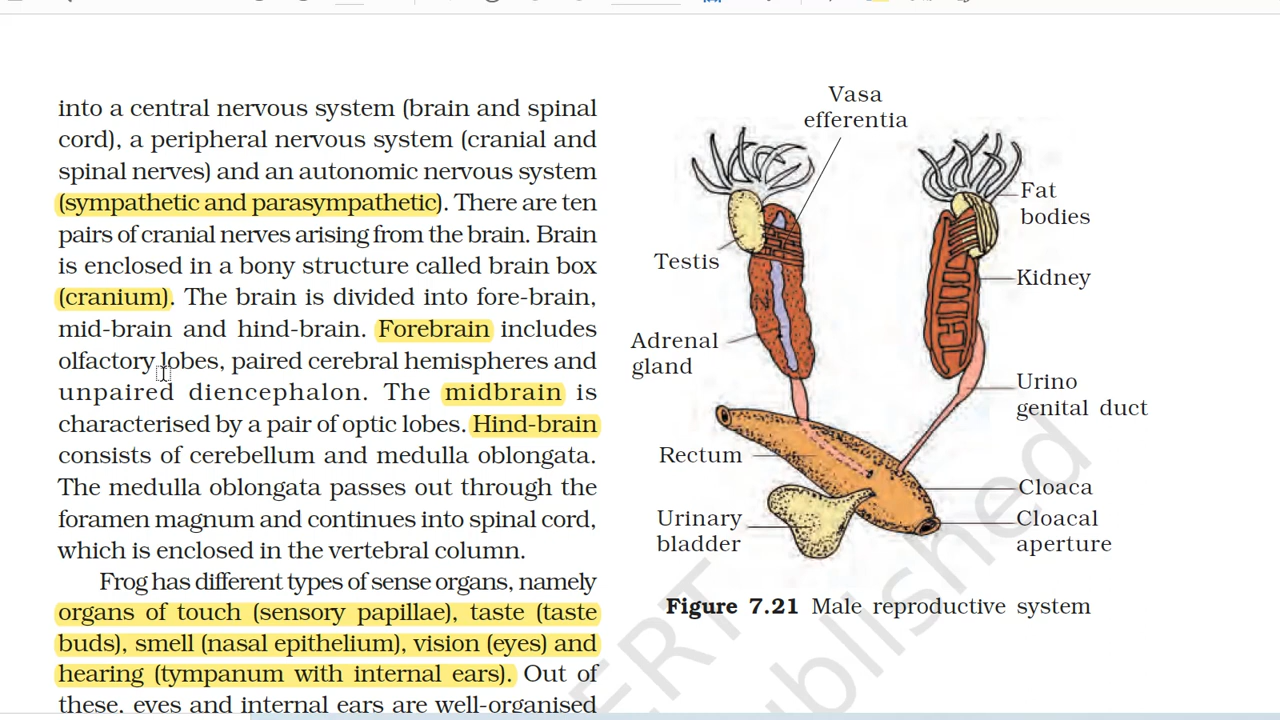 into a central nervous system (brain and spinal
cord), a peripheral nervous system (cranial and
spinal nerves) and an autonomic nervous system
(sympathetic and parasympathetic). There are ten
pairs of cranial nerves arising from the brain. Brain
is enclosed in a bony structure called brain box
(cranium). The brain is divided into fore-brain,
mid-brain and hind-brain. Forebrain includes
olfactory lobes, paired cerebral hemispheres and
unpaired diencephalon. The midbrain is
characterised by a pair of optic lobes. Hind-brain
consists of cerebellum and medulla oblongata.
The medulla oblongata passes out through the
foramen magnum and continues into spinal cord,
which is enclosed in the vertebral column.
Frog has different types of sense organs, namely
organs of touch (sensory papillae), taste (taste
buds), smell (nasal epithelium), vision (eyes) and
hearing (tympanum with internal ears). Out of
these, eyes and internal ears are well-organised
Vasa
efferentia
Fat
bodies
Testis
Kidney
Adrenal
gland
Urino
genital duct
Rectum
Cloaca
Urinary
bladder
Cloacal
aperture
Figure 7.21 Male reproductive system